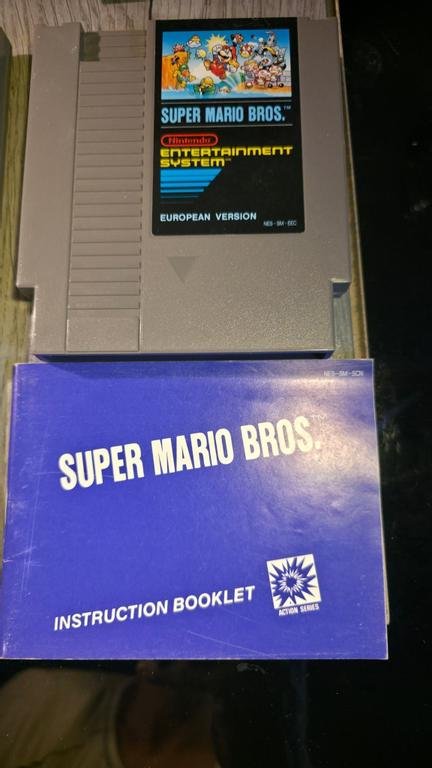 SUPER MARIO BROS.™
Nintendo
ENTERTAINMENT
SYSTEM™
EUROPEAN VERSION
NES-SM-EEC
NES-SM-SCN
SUPER MARIO BROS.™
INSTRUCTION BOOKLET
ACTION SERIES